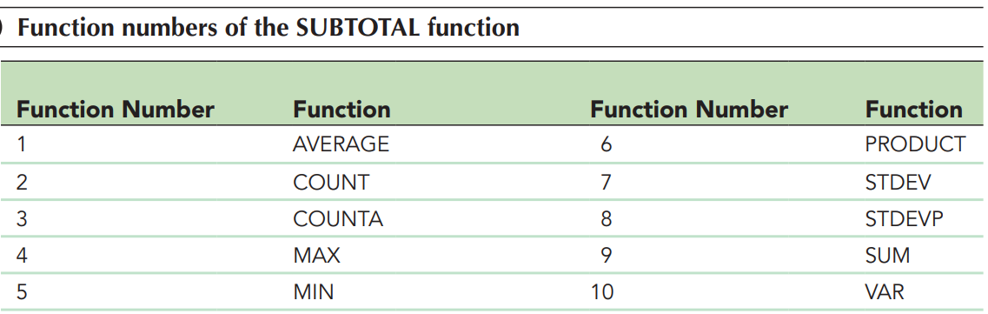 ) Function numbers of the SUBTOTAL function
Function Number Function Function Number Function
1 AVERAGE 6 PRODUCT
2 COUNT 7 STDEV
3 COUNTA 8 STDEVP
4 MAX 9 SUM
5 MIN 10 VAR